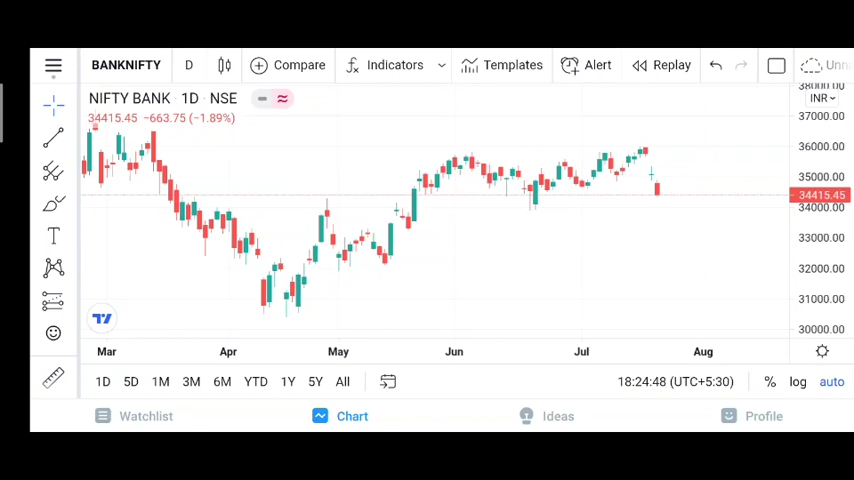 BANKNIFTY D Compare Indicators Templates Alert Replay
NIFTY BANK 1D NSE
34415.45 −663.75 (−1.89%)
38000.00
INR
37000.00
36000.00
35000.00
34415.45
34000.00
33000.00
32000.00
31000.00
30000.00
Mar Apr May Jun Jul Aug
1D 5D 1M 3M 6M YTD 1Y 5Y All 18:24:48 (UTC+5:30) % log auto
Watchlist Chart Ideas Profile